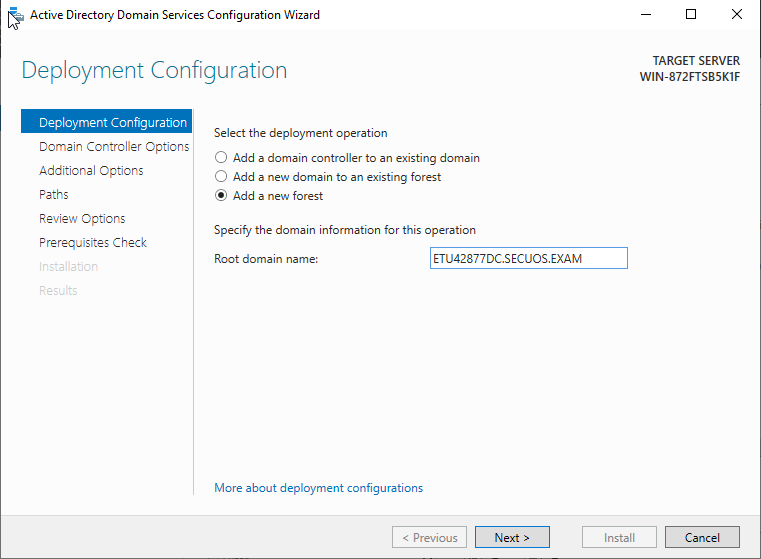 Active Directory Domain Services Configuration Wizard
Deployment Configuration
TARGET SERVER
WIN-872FTSB5K1F
Deployment Configuration
Domain Controller Options
Additional Options
Paths
Review Options
Prerequisites Check
Installation
Results
Select the deployment operation
Add a domain controller to an existing domain
Add a new domain to an existing forest
Add a new forest
Specify the domain information for this operation
Root domain name: ETU42877DC.SECUOS.EXAM
More about deployment configurations
< Previous Next > Install Cancel